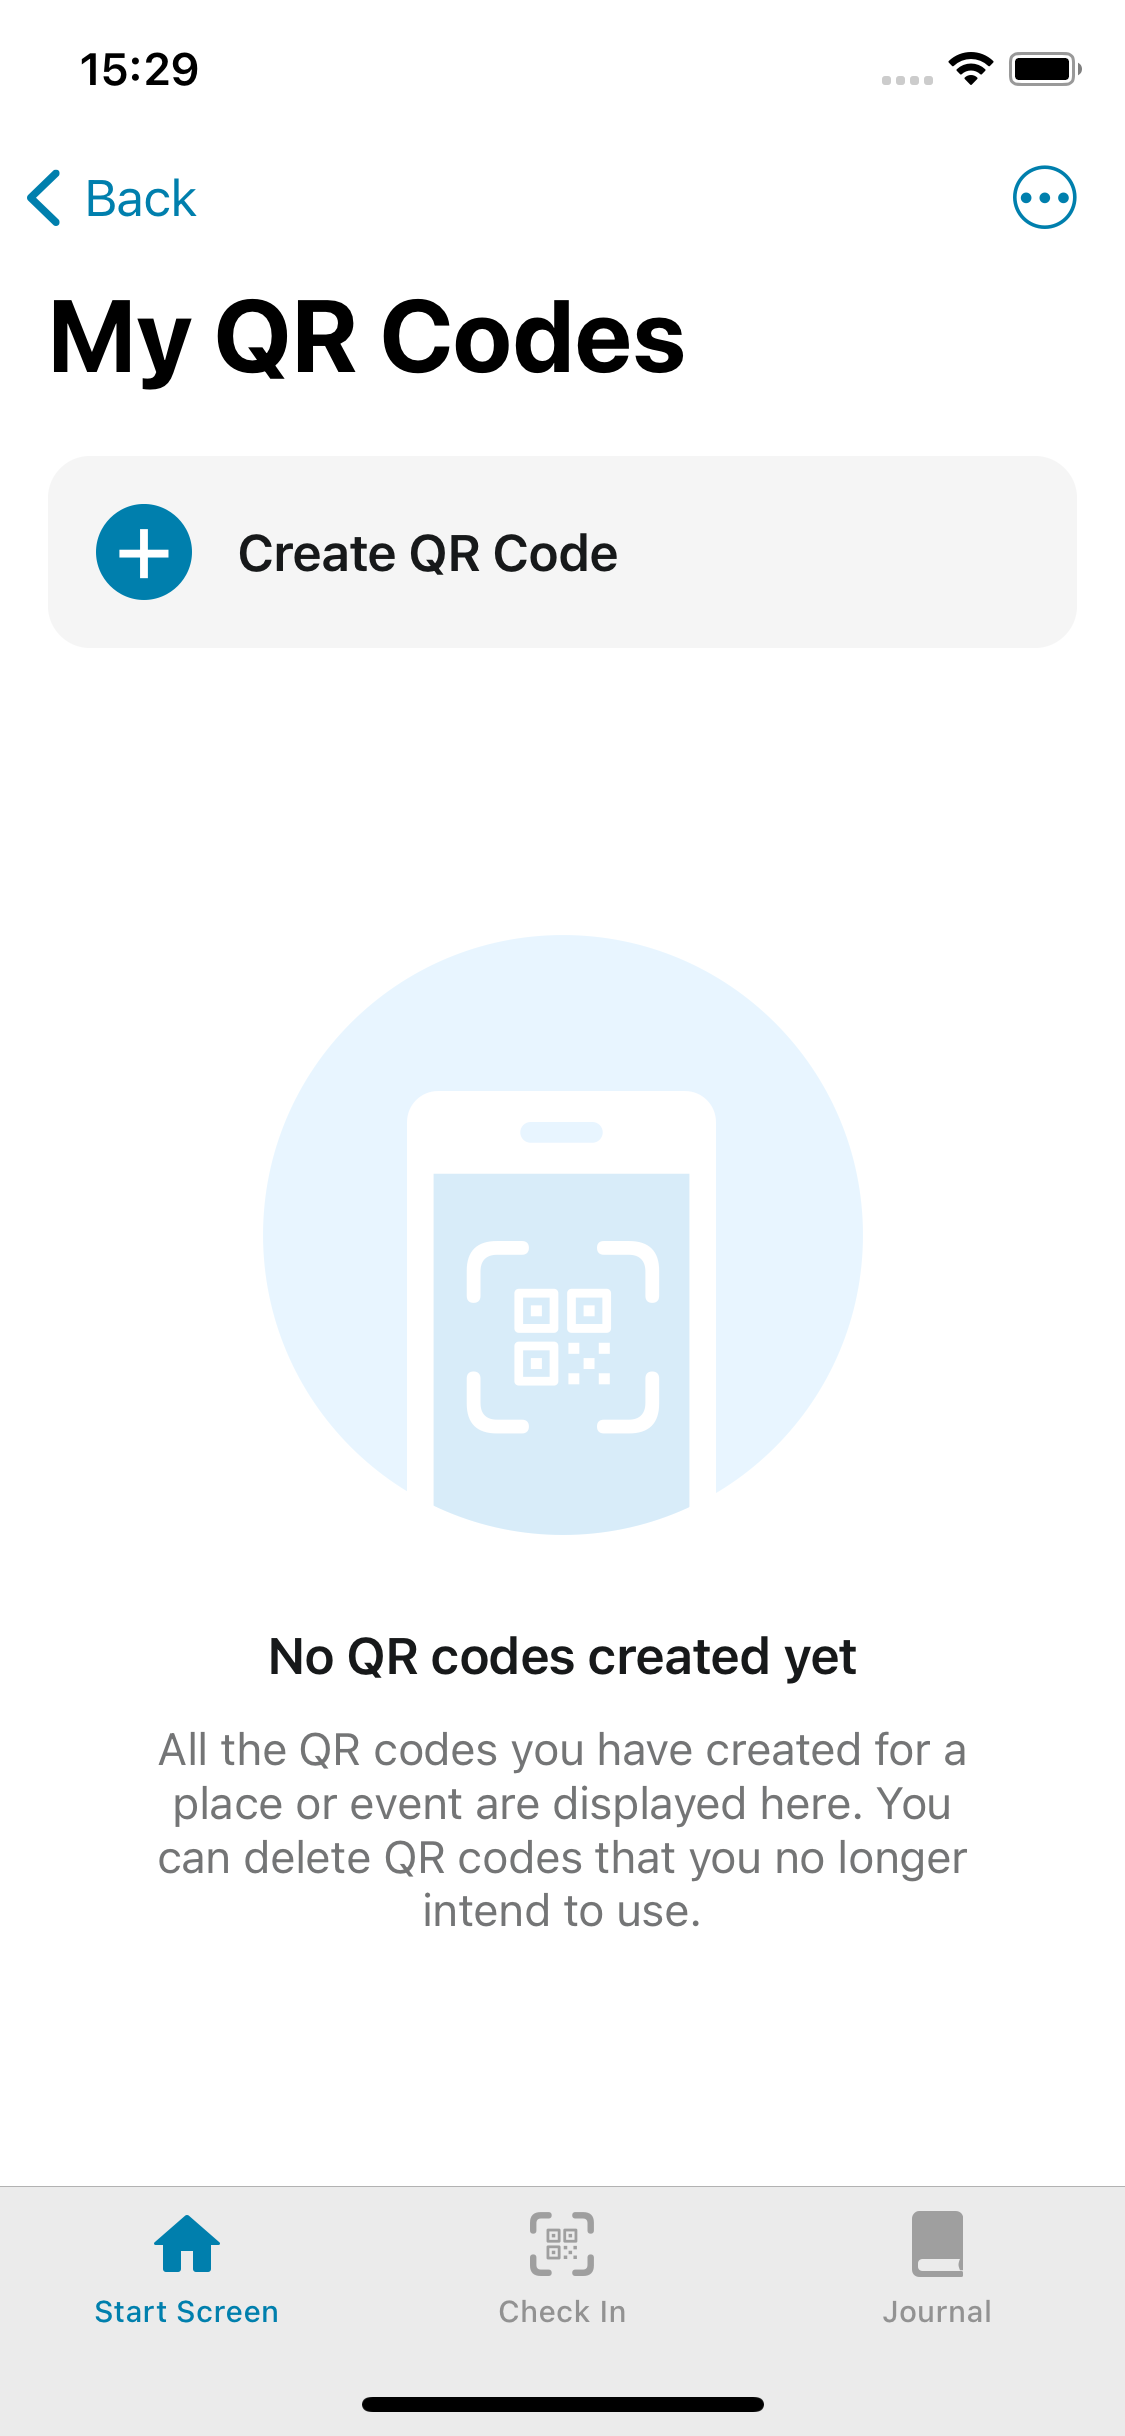 15:29
Back
My QR Codes
Create QR Code
No QR codes created yet
All the QR codes you have created for a
place or event are displayed here. You
can delete QR codes that you no longer
intend to use.
Start Screen
Check In
Journal